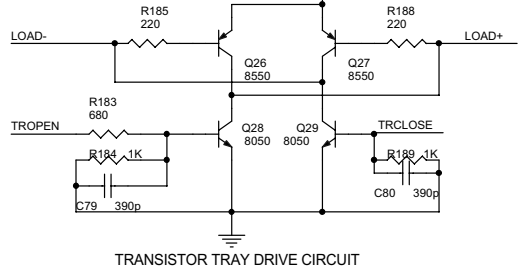 R185
220
R188
220
LOAD-
LOAD+
Q26
8550
Q27
8550
R183
680
TROPEN
Q28
8050
Q29
8050
TRCLOSE
R184 1K
R189 1K
C79 390p
C80 390p
TRANSISTOR TRAY DRIVE CIRCUIT